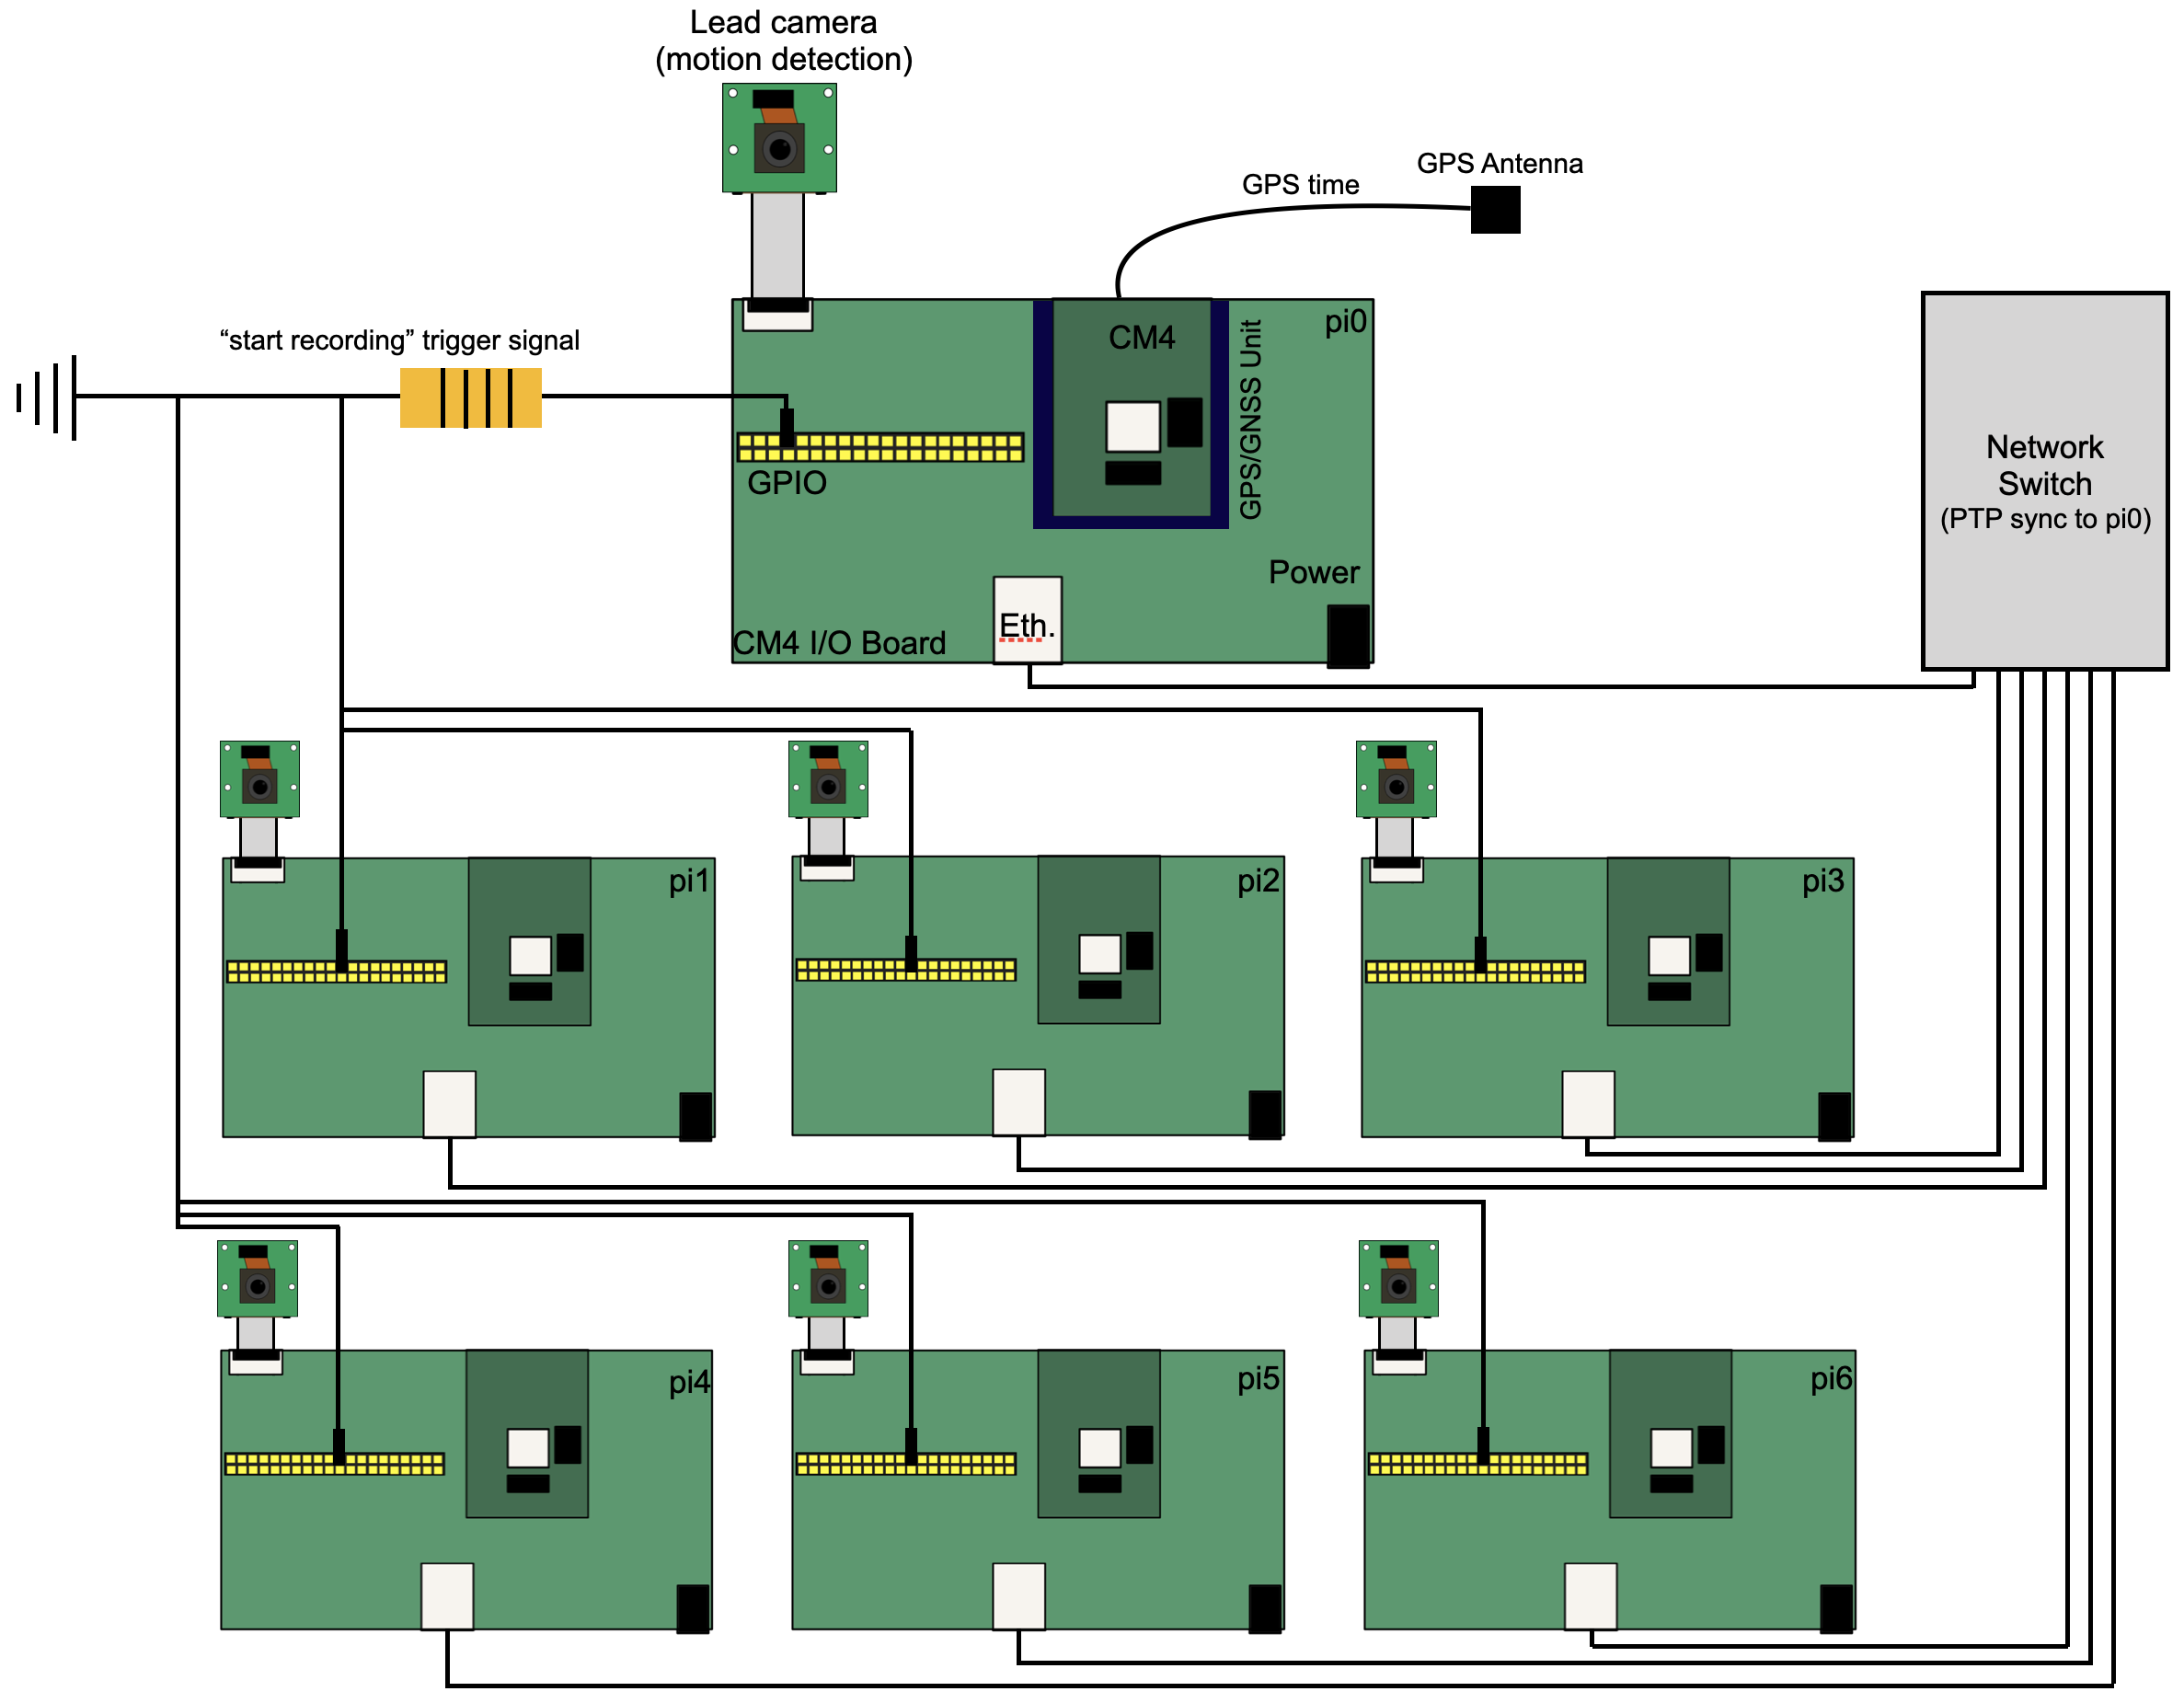 Lead camera
(motion detection)
GPS Antenna
GPS time
“start recording” trigger signal
pi0
CM4
GPS/GNSS Unit
GPIO
Network
Switch
(PTP sync to pi0)
Power
Eth.
CM4 I/O Board
pi1
pi2
pi3
pi4
pi5
pi6